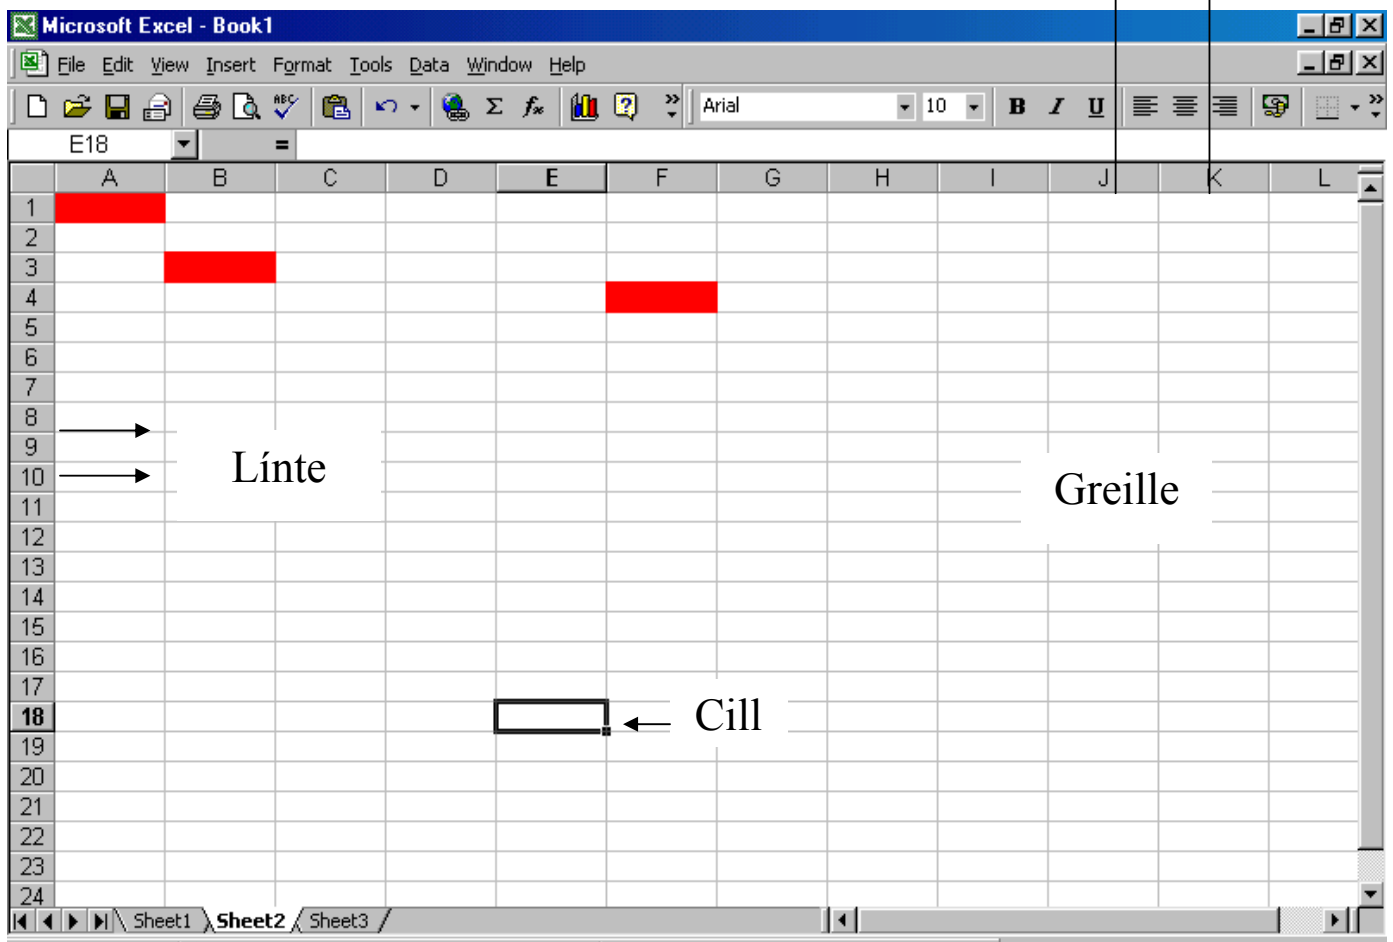 Microsoft Excel - Book1
File Edit View Insert Format Tools Data Window Help
ABC Σ fx ? » Arial 10 B I U »
E18 =
A B C D E F G H I J K L
1
2
3
4
5
6
7
8
9
Línte
10
Greille
11
12
13
14
15
16
17
18
Cill
19
20
21
22
23
24
Sheet1 Sheet2 Sheet3